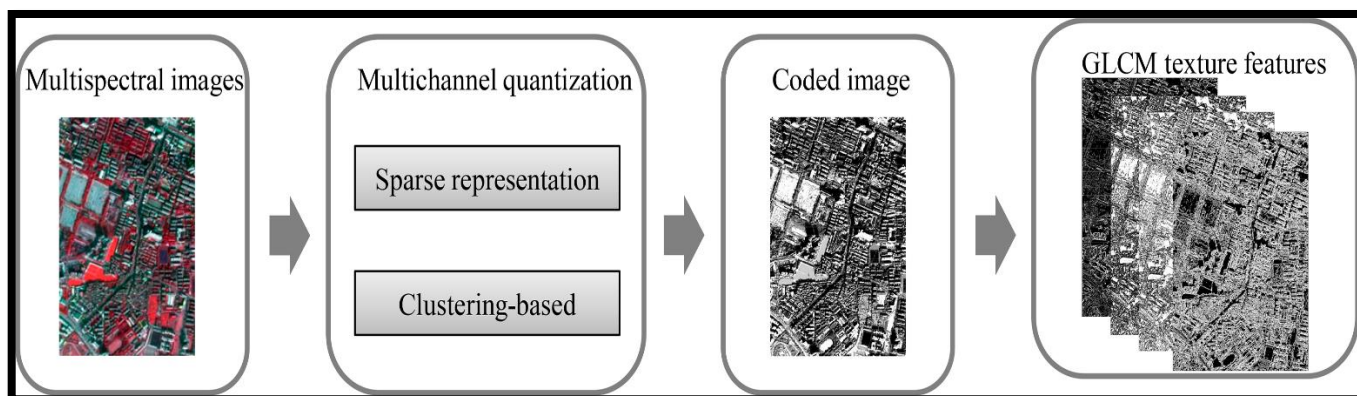 Multispectral images
Multichannel quantization
Sparse representation
Clustering-based
Coded image
GLCM texture features